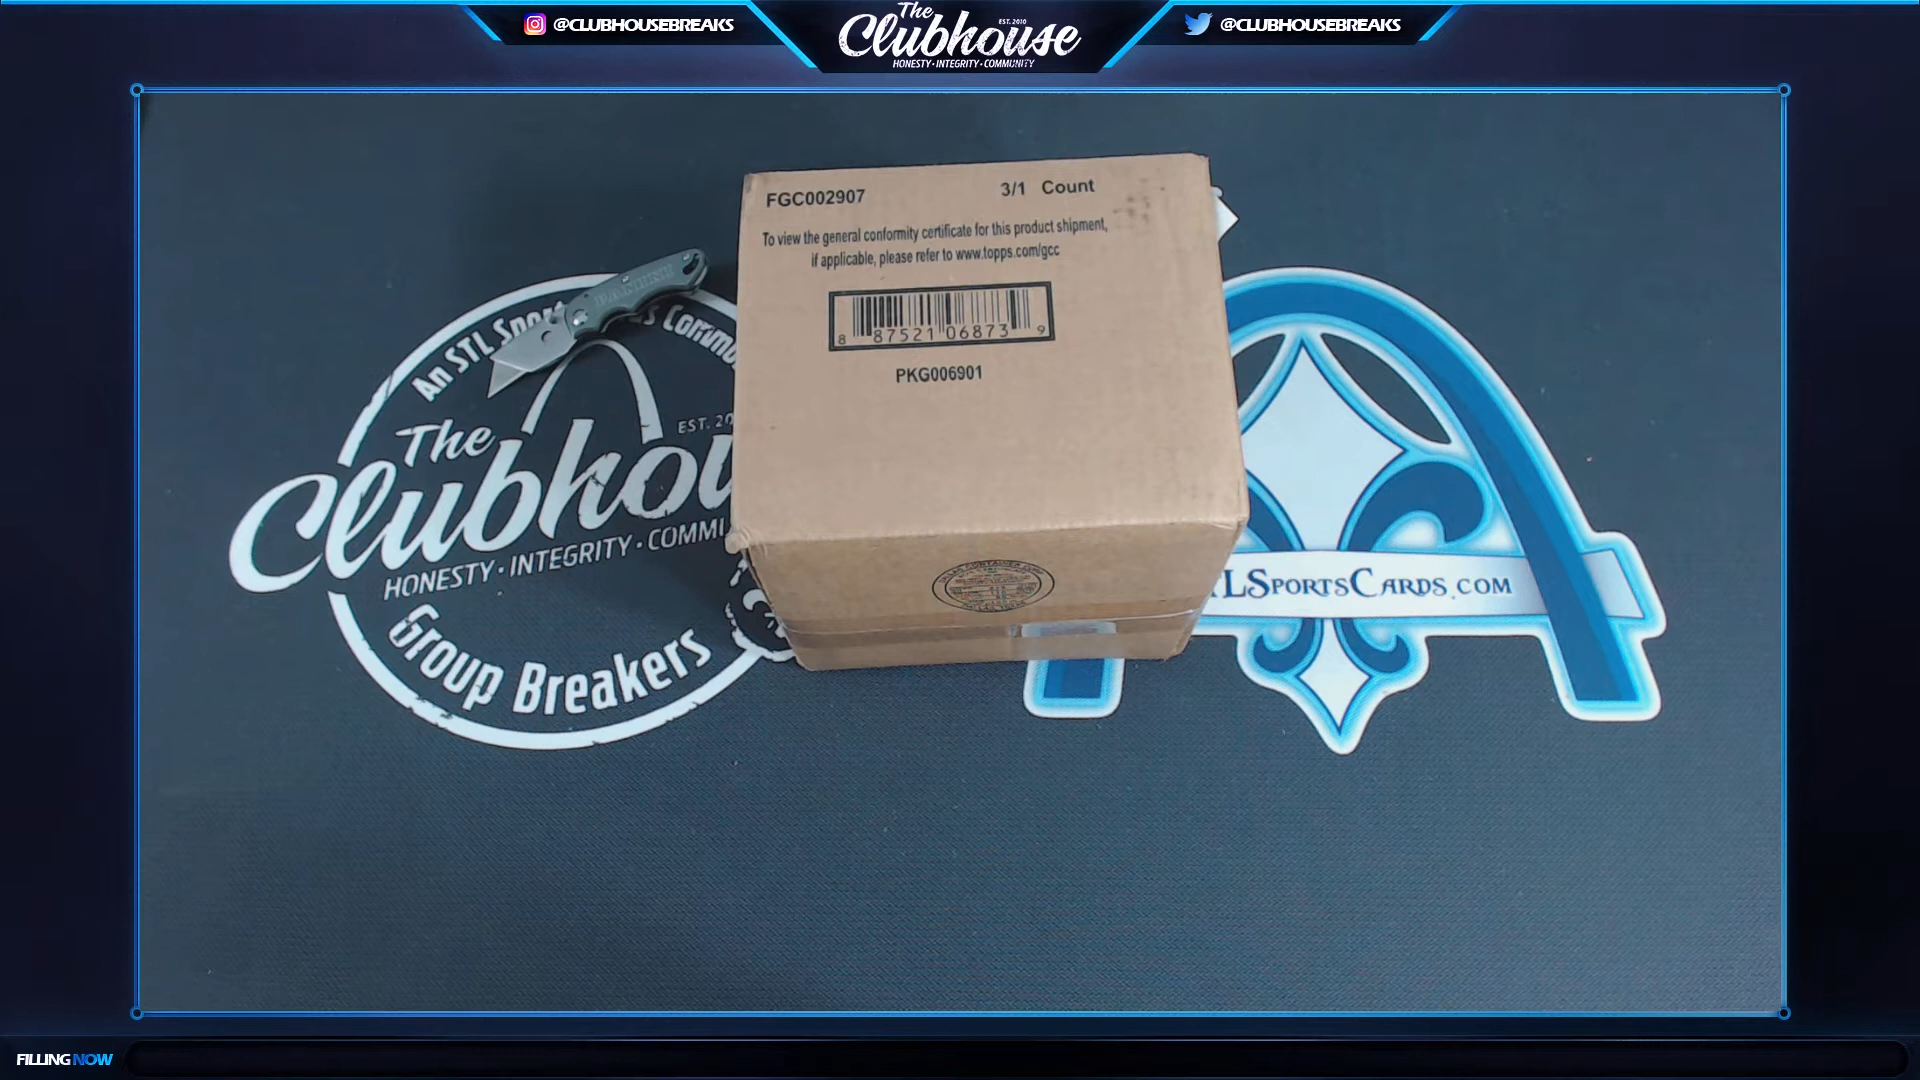 @CLUBHOUSEBREAKS
The
EST. 2010
Clubhouse
HONESTY • INTEGRITY • COMMUNITY
@CLUBHOUSEBREAKS
FGC002907
3/1 Count
To view the general conformity certificate for this product shipment,
if applicable, please refer to www.topps.com/gcc
8 87521 06873 9
PKG006901
An STL
The
EST. 20
Clubhou
HONESTY • INTEGRITY • COMMU
Group Breakers
LSPORTSCARDS.COM
FILLING NOW